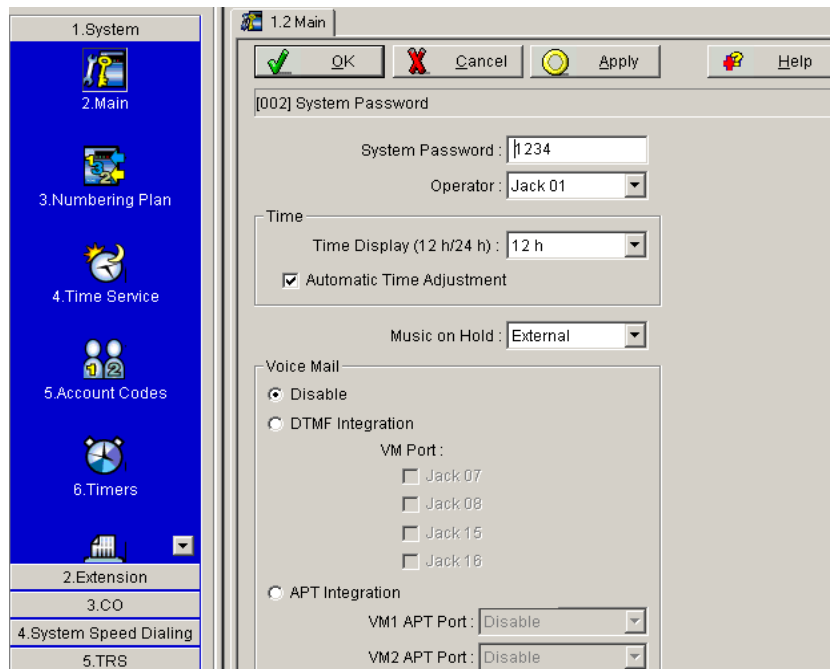 1.System
2.Main
3.Numbering Plan
4.Time Service
5.Account Codes
6.Timers
2.Extension
3.CO
4.System Speed Dialing
5.TRS
1.2 Main
OK
Cancel
Apply
Help
[002] System Password
System Password : 1234
Operator : Jack 01
Time
Time Display (12 h/24 h) : 12 h
Automatic Time Adjustment
Music on Hold : External
Voice Mail
Disable
DTMF Integration
VM Port :
Jack 07
Jack 08
Jack 15
Jack 16
APT Integration
VM1 APT Port : Disable
VM2 APT Port : Disable